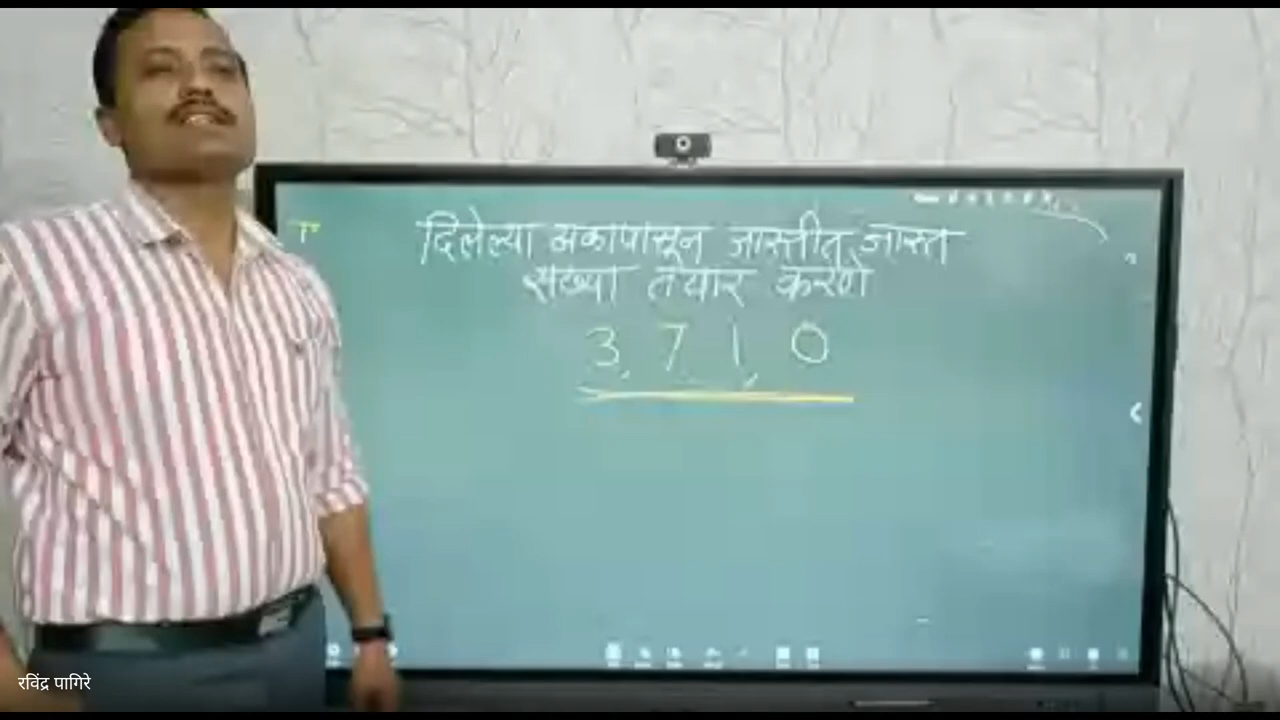 दिलेल्या अंकापासून जास्तीत जास्त
संख्या तयार करणे
3, 7 1, 0
रविंद्र पागिरे